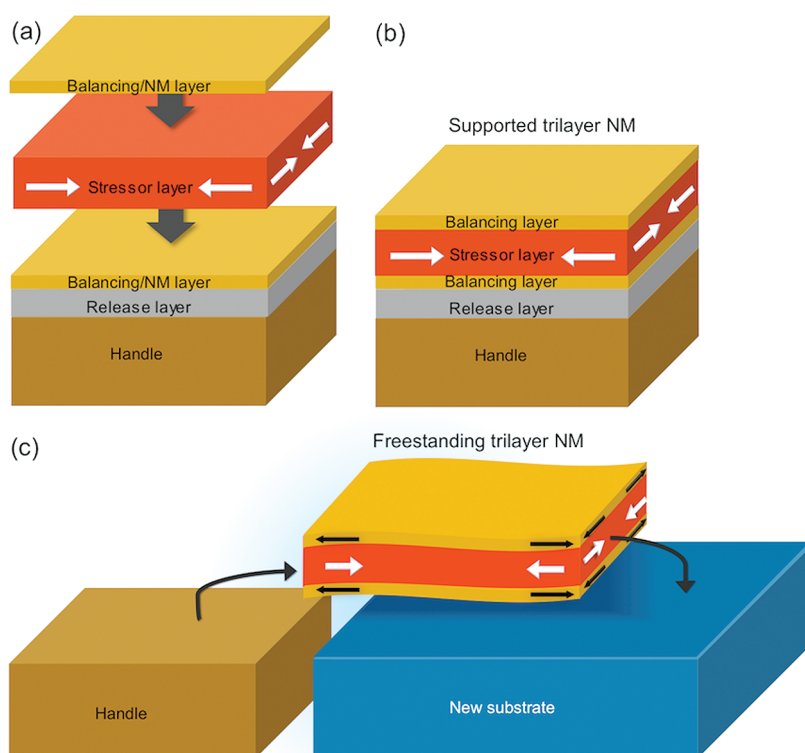 (a)
Balancing/NM layer
Stressor layer
Balancing/NM layer
Release layer
Handle
(b)
Supported trilayer NM
Balancing layer
Stressor layer
Balancing layer
Release layer
Handle
(c)
Freestanding trilayer NM
Handle
New substrate